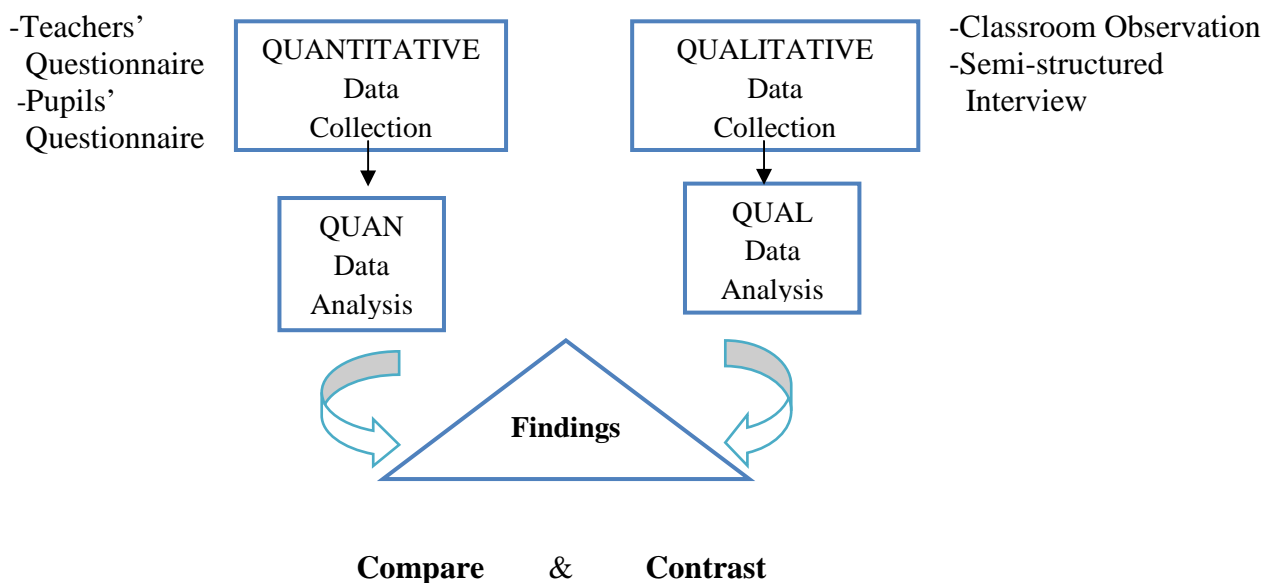 -Teachers’
Questionnaire
-Pupils’
Questionnaire
QUANTITATIVE
Data
Collection
QUALITATIVE
Data
Collection
-Classroom Observation
-Semi-structured
Interview
QUAN
Data
Analysis
QUAL
Data
Analysis
Findings
Compare & Contrast